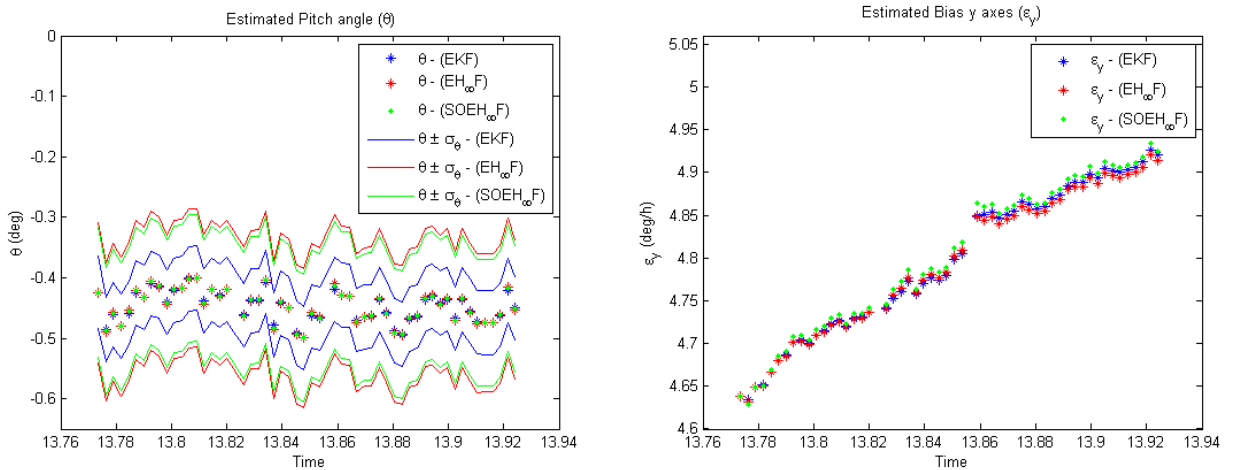 Estimated Pitch angle (θ)
0
-0.1
-0.2
-0.3
-0.4
-0.5
-0.6
θ (deg)
13.76 13.78 13.8 13.82 13.84 13.86 13.88 13.9 13.92 13.94
Time
θ - (EKF)
θ - (EH∞F)
θ - (SOEH∞F)
θ ± σθ - (EKF)
θ ± σθ - (EH∞F)
θ ± σθ - (SOEH∞F)
Estimated Bias y axes (εy)
5.05
5
4.95
4.9
4.85
4.8
4.75
4.7
4.65
4.6
εy (deg/h)
13.76 13.78 13.8 13.82 13.84 13.86 13.88 13.9 13.92 13.94
Time
εy - (EKF)
εy - (EH∞F)
εy - (SOEH∞F)